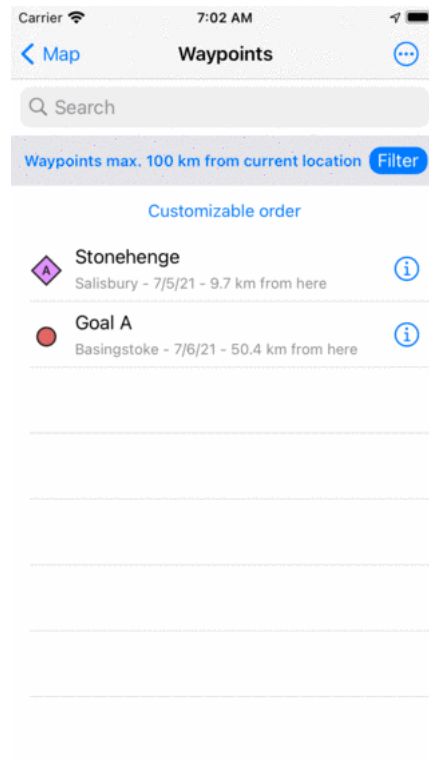 Carrier 7:02 AM
Map Waypoints
Search
Waypoints max. 100 km from current location Filter
Customizable order
A Stonehenge
Salisbury - 7/5/21 - 9.7 km from here
Goal A
Basingstoke - 7/6/21 - 50.4 km from here